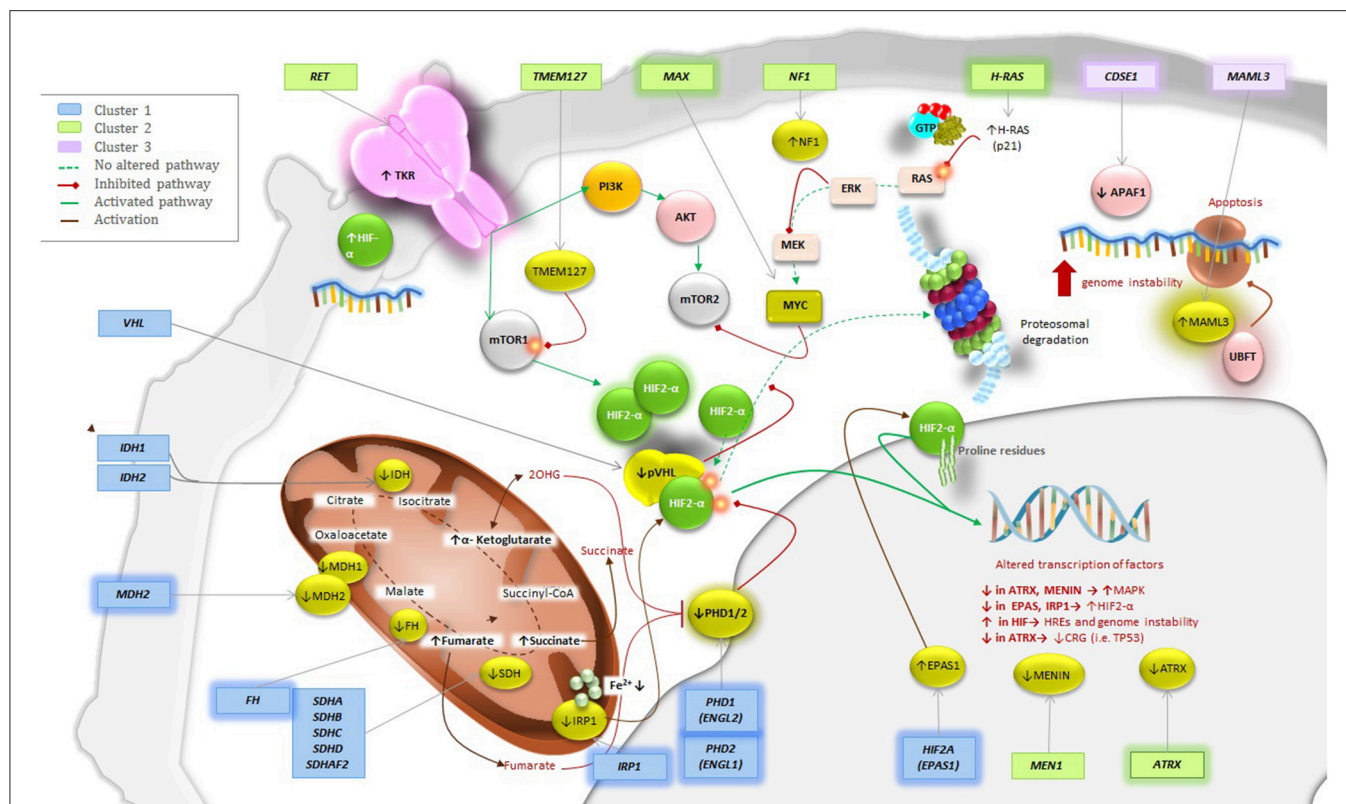 RET
TMEM127
MAX
NF1
H-RAS
CDSE1
MAML3
Cluster 1
Cluster 2
Cluster 3
No altered pathway
Inhibited pathway
Activated pathway
Activation
↑ TKR
↑HIF-
α
PI3K
AKT
TMEM127
mTOR1
mTOR2
↑NF1
ERK
RAS
GTP
↑H-RAS
(p21)
MEK
MYC
↓ APAF1
Apoptosis
genome instability
↑MAML3
UBFT
Proteosomal
degradation
VHL
HIF2-α
HIF2-α
HIF2-α
HIF2-α
Proline residues
↓pVHL
HIF2-α
IDH1
IDH2
↓IDH
Citrate
Isocitrate
2OHG
Oxaloacetate
↑α- Ketoglutarate
Succinate
↓MDH1
MDH2
↓MDH2
Malate
Succinyl-CoA
↓PHD1/2
↓FH
↑Fumarate
↑Succinate
↓SDH
Fe2+ ↓
↓IRP1
FH
SDHA
SDHB
SDHC
SDHD
SDHAF2
Fumarate
IRP1
PHD1
(ENGL2)
PHD2
(ENGL1)
Altered transcription of factors
↓ in ATRX, MENIN → ↑MAPK
↓ in EPAS, IRP1→ ↑HIF2-α
↑ in HIF→ HREs and genome instability
↓ in ATRX→ ↓CRG (i.e. TP53)
↑EPAS1
↓MENIN
↓ATRX
HIF2A
(EPAS1)
MEN1
ATRX